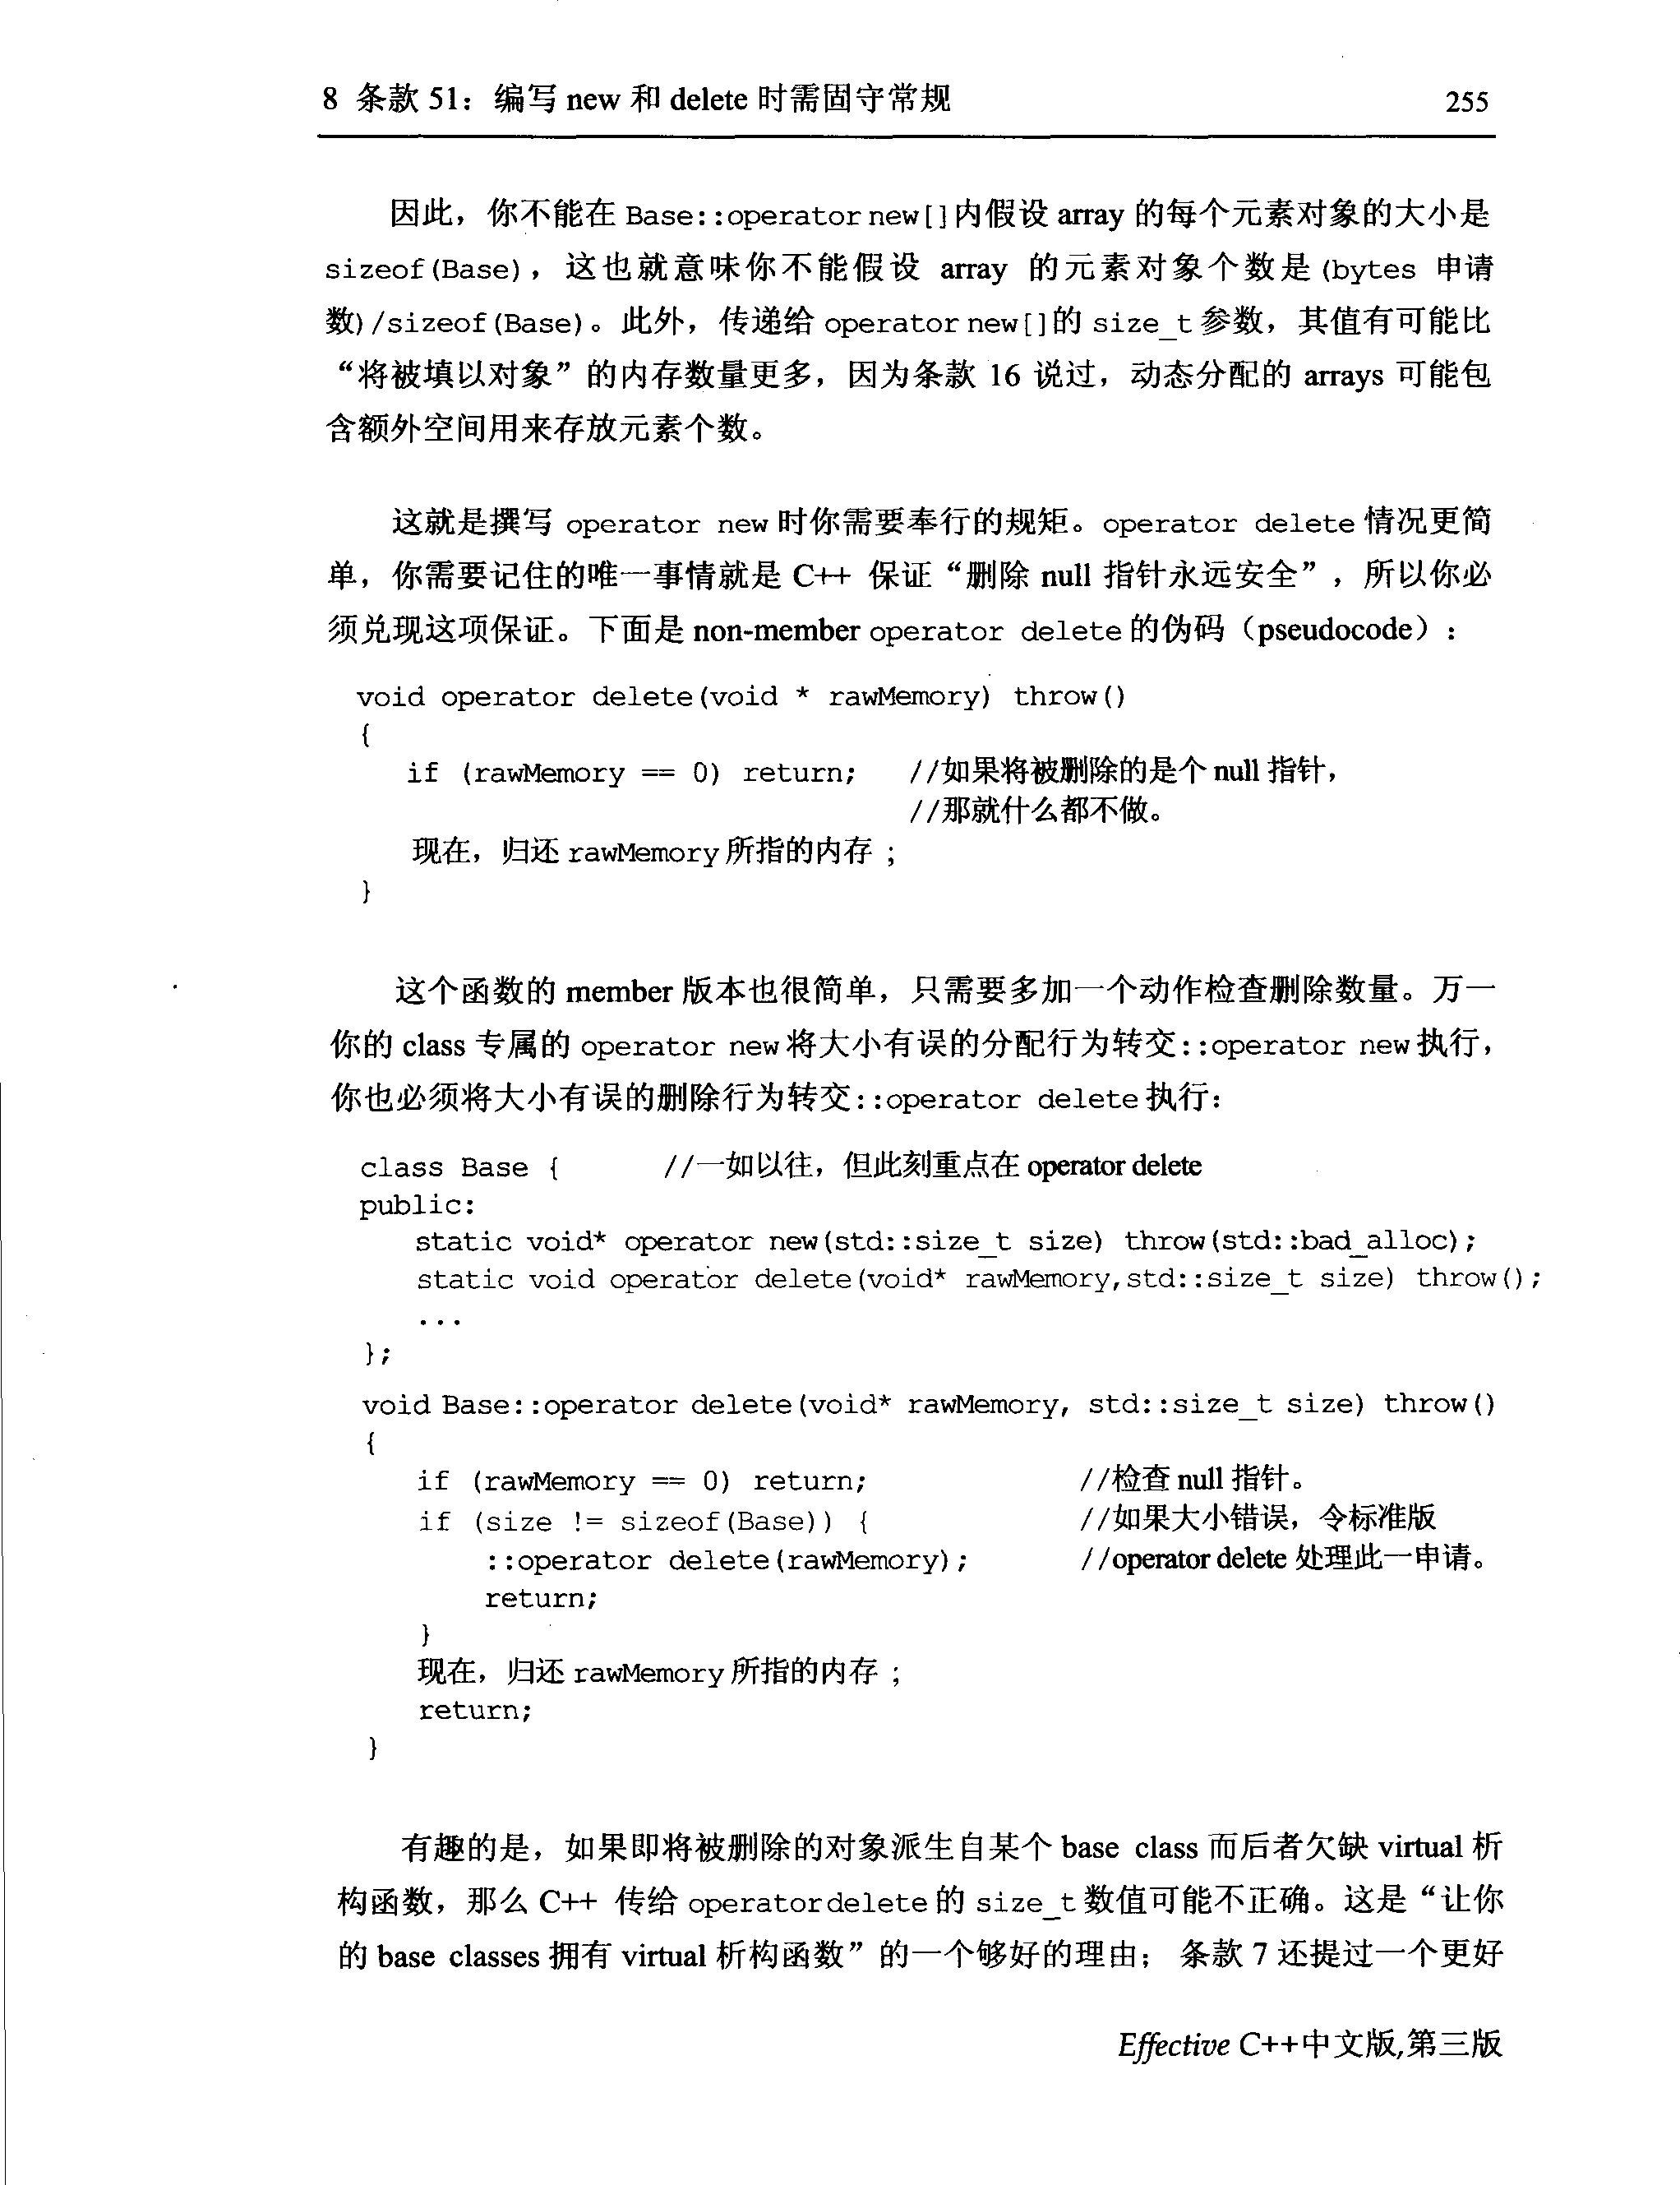 8 条款 51：编写 new 和 delete 时需固守常规
255
因此，你不能在 Base::operator new[]内假设 array 的每个元素对象的大小是
sizeof(Base)，这也就意味你不能假设 array 的元素对象个数是(bytes 申请
数)/sizeof(Base)。此外，传递给 operator new[]的 size_t 参数，其值有可能比
“将被填以对象”的内存数量更多，因为条款 16 说过，动态分配的 arrays 可能包
含额外空间用来存放元素个数。
这就是撰写 operator new 时你需要奉行的规矩。operator delete 情况更简
单，你需要记住的唯一事情就是 C++ 保证“删除 null 指针永远安全”，所以你必
须兑现这项保证。下面是 non-member operator delete 的伪码（pseudocode）：
void operator delete(void * rawMemory) throw()
{
if (rawMemory == 0) return; //如果将被删除的是个 null 指针，
//那就什么都不做。
现在，归还 rawMemory 所指的内存；
}
这个函数的 member 版本也很简单，只需要多加一个动作检查删除数量。万一
你的 class 专属的 operator new 将大小有误的分配行为转交::operator new 执行，
你也必须将大小有误的删除行为转交::operator delete 执行：
class Base { //一如以往，但此刻重点在 operator delete
public:
static void* operator new(std::size_t size) throw(std::bad_alloc);
static void operator delete(void* rawMemory,std::size_t size) throw();
...
};
void Base::operator delete(void* rawMemory, std::size_t size) throw()
{
if (rawMemory == 0) return; //检查 null 指针。
if (size != sizeof(Base)) { //如果大小错误，令标准版
::operator delete(rawMemory); //operator delete 处理此一申请。
return;
}
现在，归还 rawMemory 所指的内存；
return;
}
有趣的是，如果即将被删除的对象派生自某个 base class 而后者欠缺 virtual 析
构函数，那么 C++ 传给 operator delete 的 size_t 数值可能不正确。这是“让你
的 base classes 拥有 virtual 析构函数”的一个够好的理由； 条款 7 还提过一个更好
Effective C++中文版,第三版